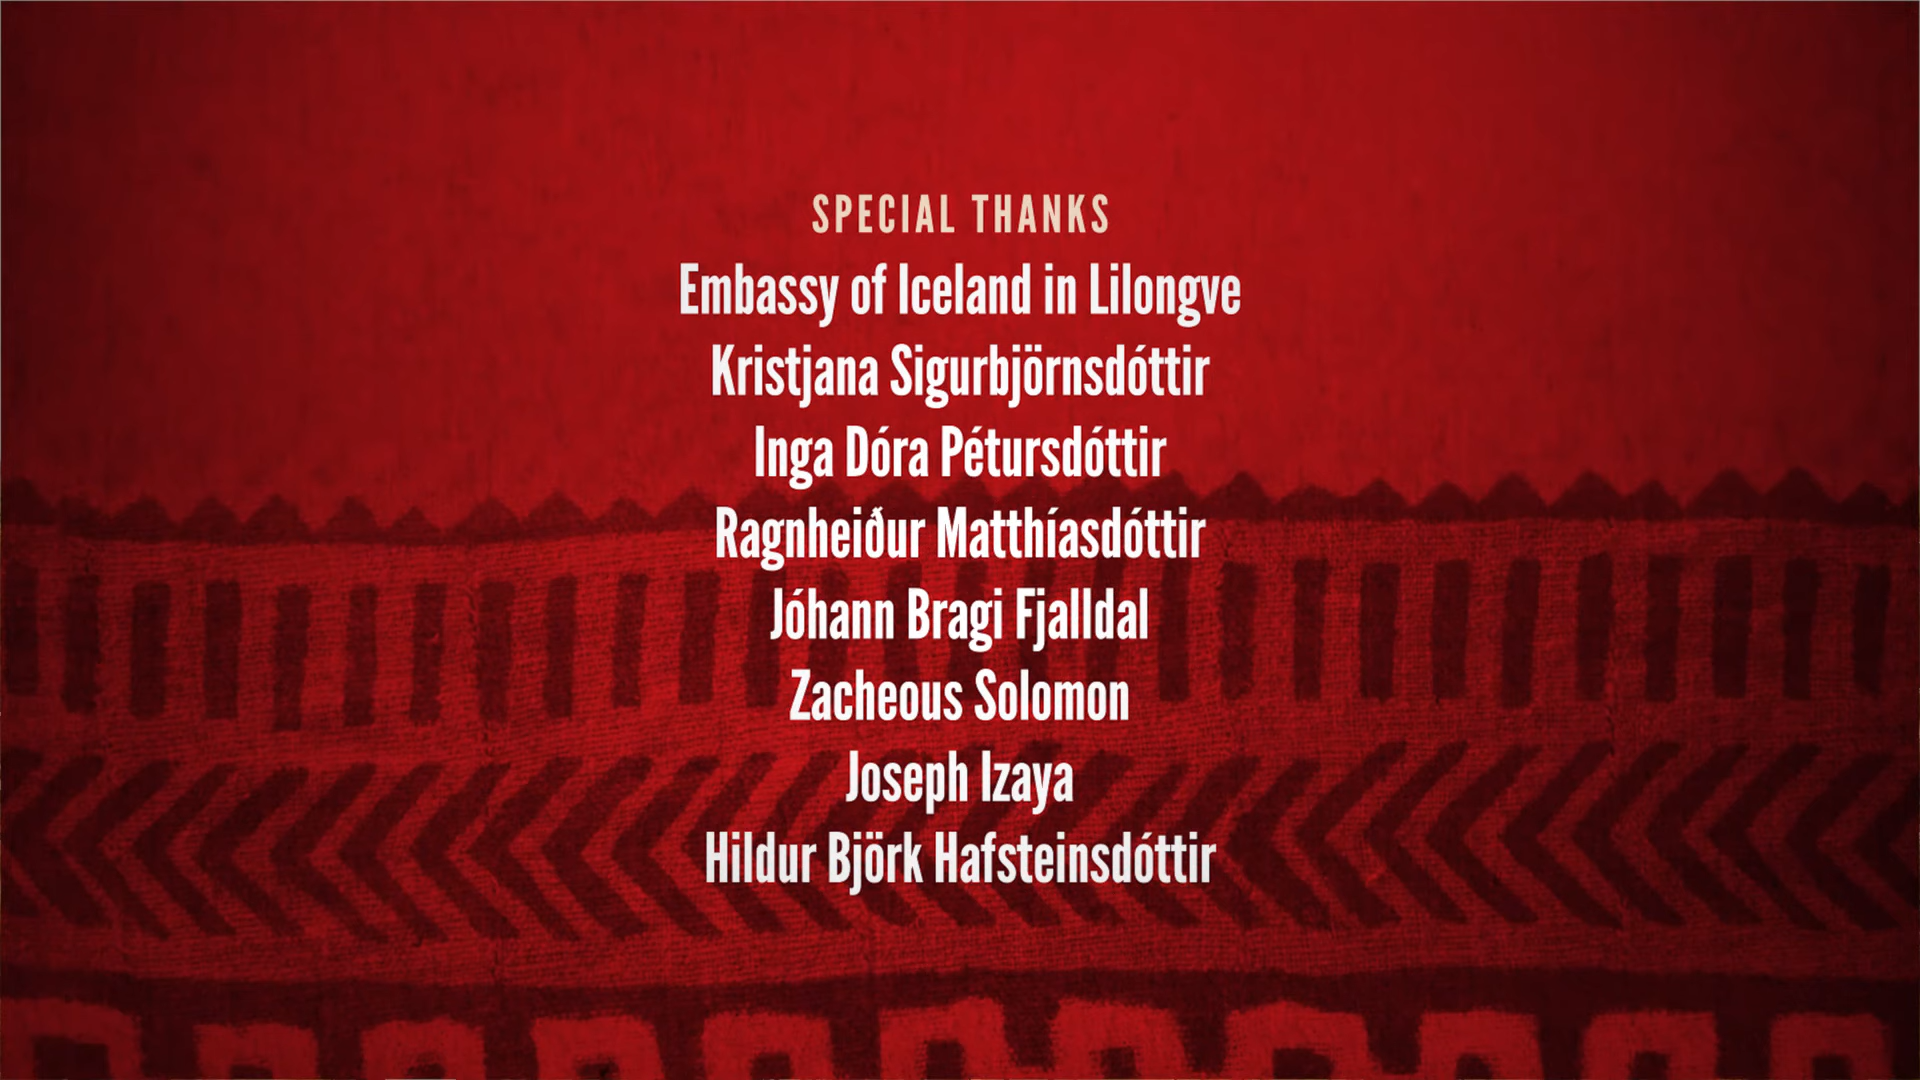 SPECIAL THANKS
Embassy of Iceland in Lilongve
Kristjana Sigurbjörnsdóttir
Inga Dóra Pétursdóttir
Ragnheiður Matthíasdóttir
Jóhann Bragi Fjalldal
Zacheous Solomon
Joseph Izaya
Hildur Björk Hafsteinsdóttir